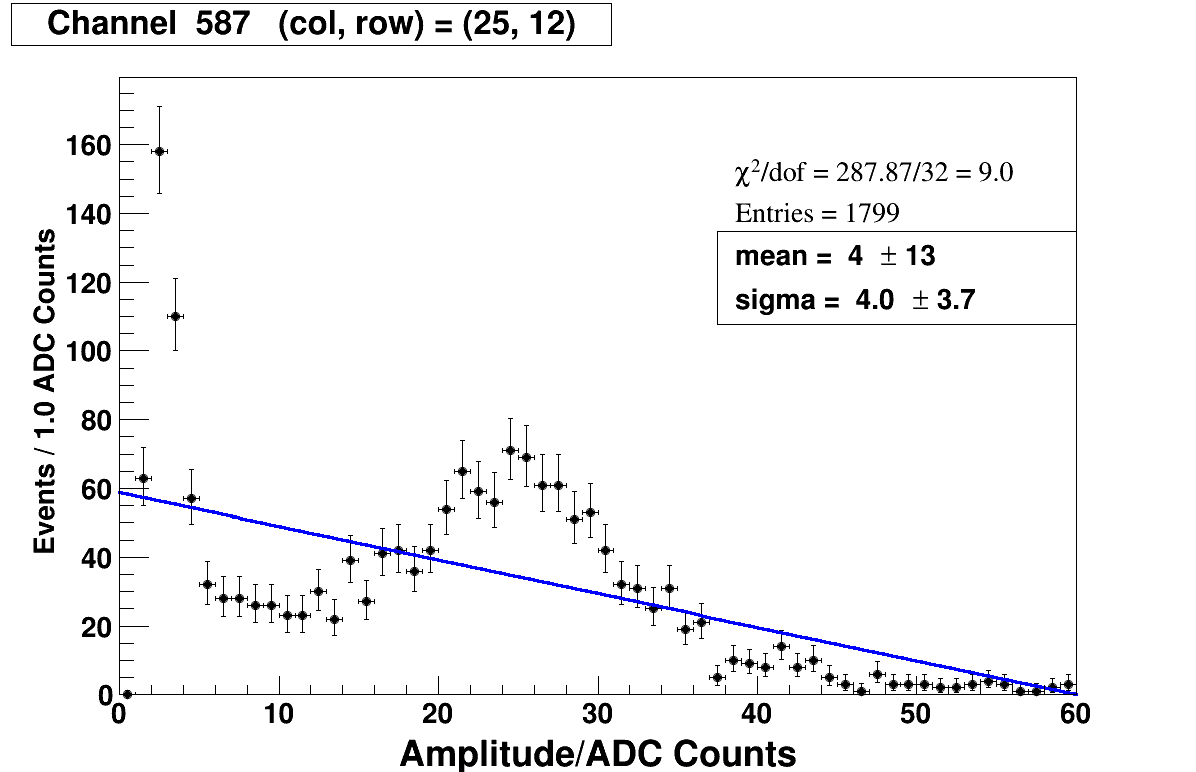 Channel 587 (col, row) = (25, 12)
χ²/dof = 287.87/32 = 9.0
Entries = 1799
mean = 4 ± 13
sigma = 4.0 ± 3.7
Events / 1.0 ADC Counts
160
140
120
100
80
60
40
20
0
0 10 20 30 40 50 60
Amplitude/ADC Counts